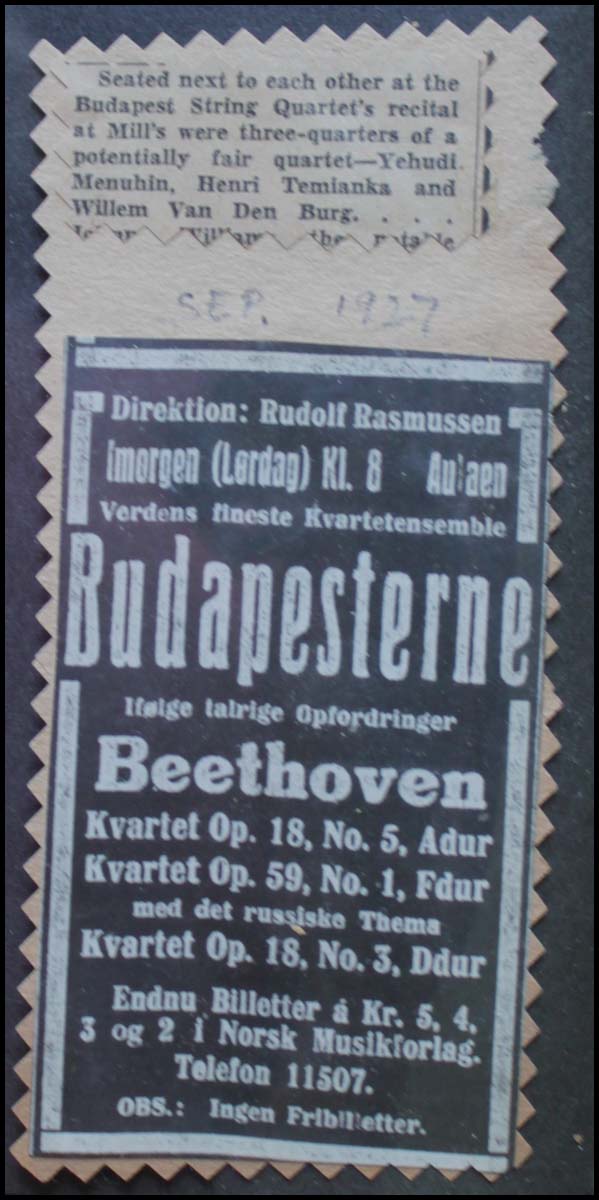 Seated next to each other at the
Budapest String Quartet's recital
at Mill's were three-quarters of a
potentially fair quartet—Yehudi
Menuhin, Henri Temianka and
Willem Van Den Burg. . . .
the
SEP. 1927
Direktion: Rudolf Rasmussen
Imorgen (Lørdag) Kl. 8 Aulaen
Verdens fineste Kvartetensemble
Budapesterne
Ifølge talrige Opfordringer
Beethoven
Kvartet Op. 18, No. 5, Adur
Kvartet Op. 59, No. 1, Fdur
med det russiske Thema
Kvartet Op. 18, No. 3, Ddur
Endnu Billetter á Kr. 5, 4,
3 og 2 i Norsk Musikforlag.
Telefon 11507.
OBS.: Ingen Fribilletter.